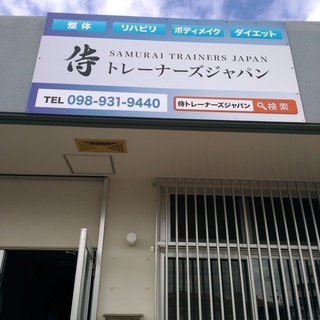 整体 リハビリ ボディメイク ダイエット
侍 SAMURAI TRAINERS JAPAN
トレーナーズジャパン
TEL 098-931-9440 侍トレーナーズジャパン 検索